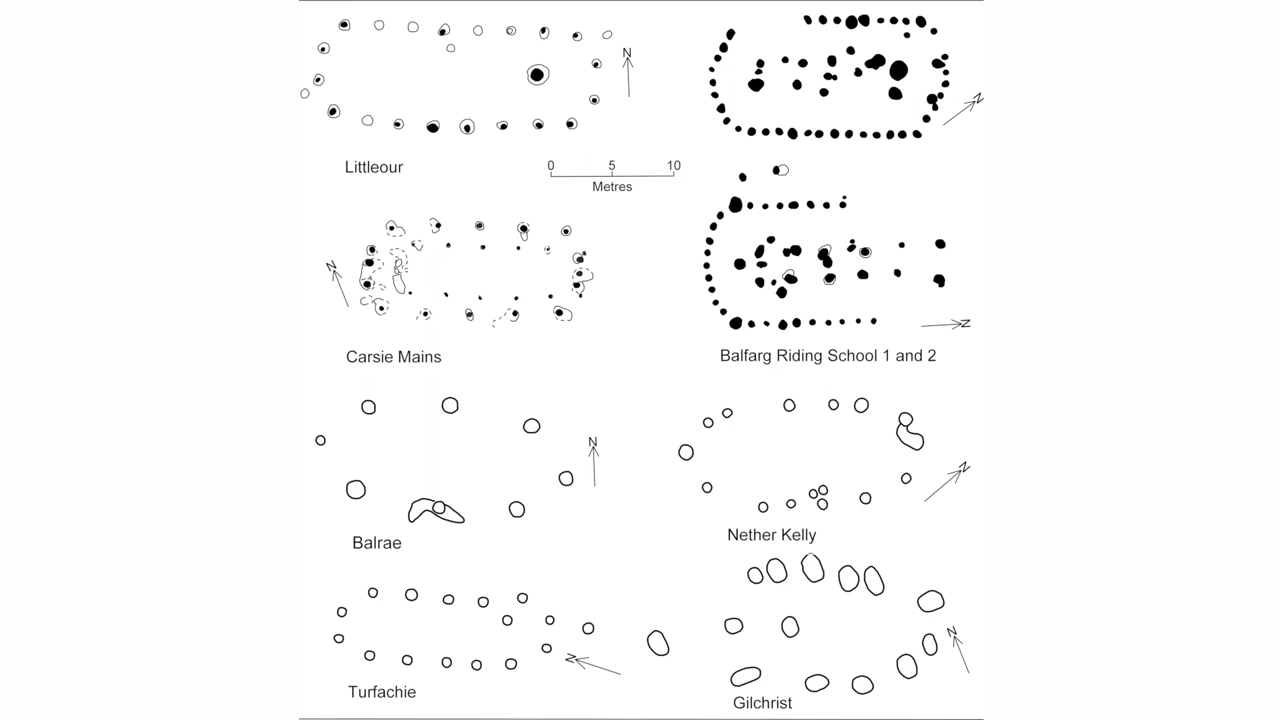 N
N
Littleour
0 5 10
Metres
N
N
Carsie Mains
Balfarg Riding School 1 and 2
N
N
Balrae
Nether Kelly
N
N
Turfachie
Gilchrist